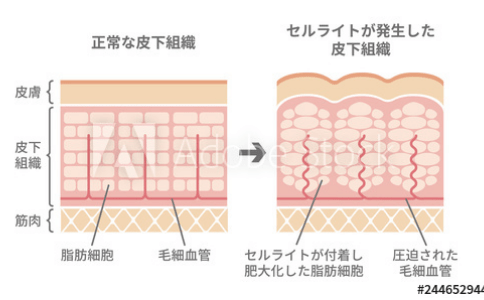 正常な皮下組織
セルライトが発生した
皮下組織
皮膚
皮下
組織
筋肉
脂肪細胞
毛細血管
セルライトが付着し
肥大化した脂肪細胞
圧迫された
毛細血管
Adobe Stock
#244652944